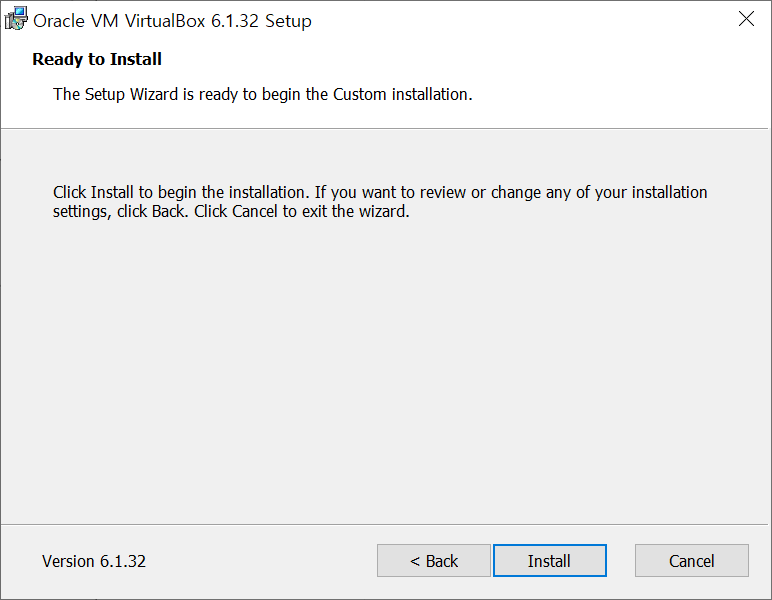 Oracle VM VirtualBox 6.1.32 Setup
Ready to Install
The Setup Wizard is ready to begin the Custom installation.
Click Install to begin the installation. If you want to review or change any of your installation
settings, click Back. Click Cancel to exit the wizard.
Version 6.1.32
< Back
Install
Cancel